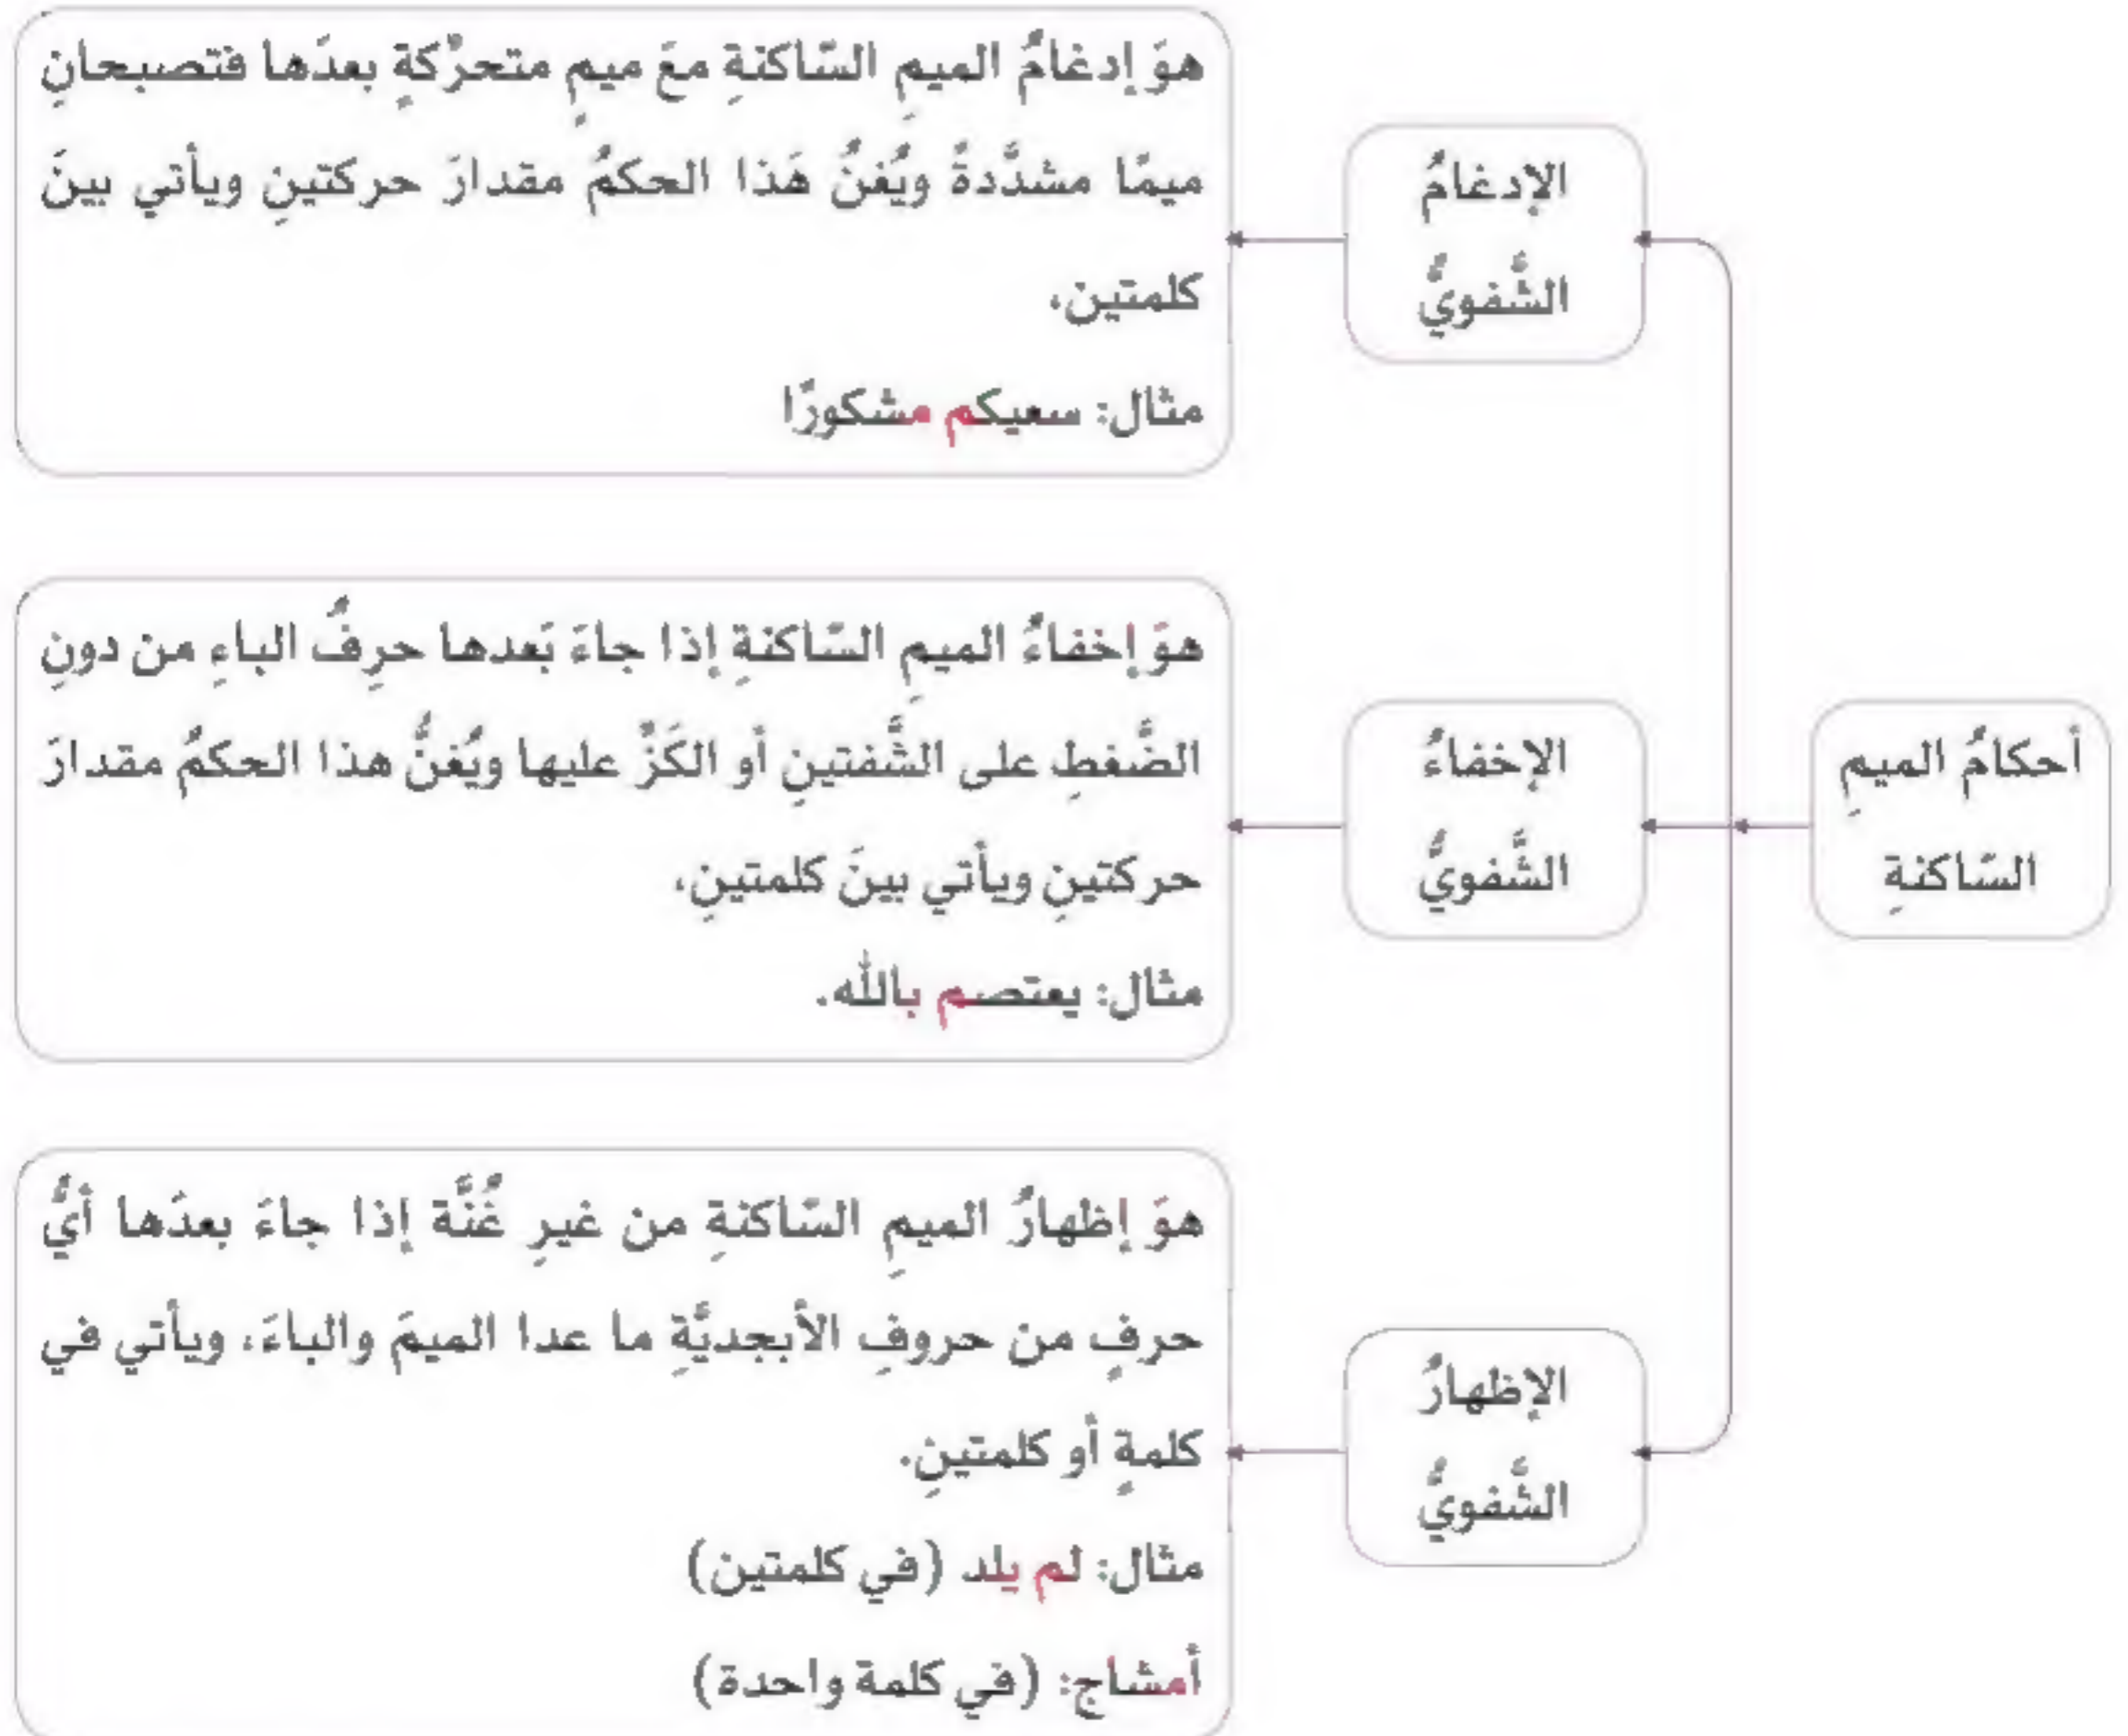 أحكامُ الميمِ
السّاكنةِ
الإدغامُ
الشَّفويُّ
هوَ إدغامُ الميمِ السّاكنةِ معَ ميمٍ متحرّكةٍ بعدَها فتصبحانِ
ميمًا مشدَّدةً ويُغنُّ هَذا الحكمُ مقدارَ حركتينِ ويأتي بينَ
كلمتين،
مثال: سعيكم مشكورًا
الإخفاءُ
الشَّفويُّ
هوَ إخفاءُ الميمِ السّاكنةِ إذا جاءَ بَعدها حرِفُ الباءِ من دونِ
الضَّغطِ على الشَّفتينِ أو الكَزِّ عليها ويُغنُّ هذا الحكمُ مقدارَ
حركتينِ ويأتي بينَ كلمتينِ،
مثال: يعتصم بالله.
الإظهارُ
الشَّفويُّ
هوَ إظهارُ الميمِ السّاكنةِ من غيرِ غُنَّة إذا جاءَ بعدَها أيُّ
حرفٍ من حروفِ الأبجديَّةِ ما عدا الميمَ والباءَ، ويأتي في
كلمةٍ أو كلمتينِ.
مثال: لم يلد (في كلمتين)
أمشاج: (في كلمة واحدة)